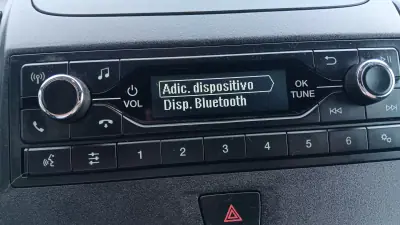 Adic. dispositivo
Disp. Bluetooth
VOL
OK
TUNE
1
2
3
4
5
6